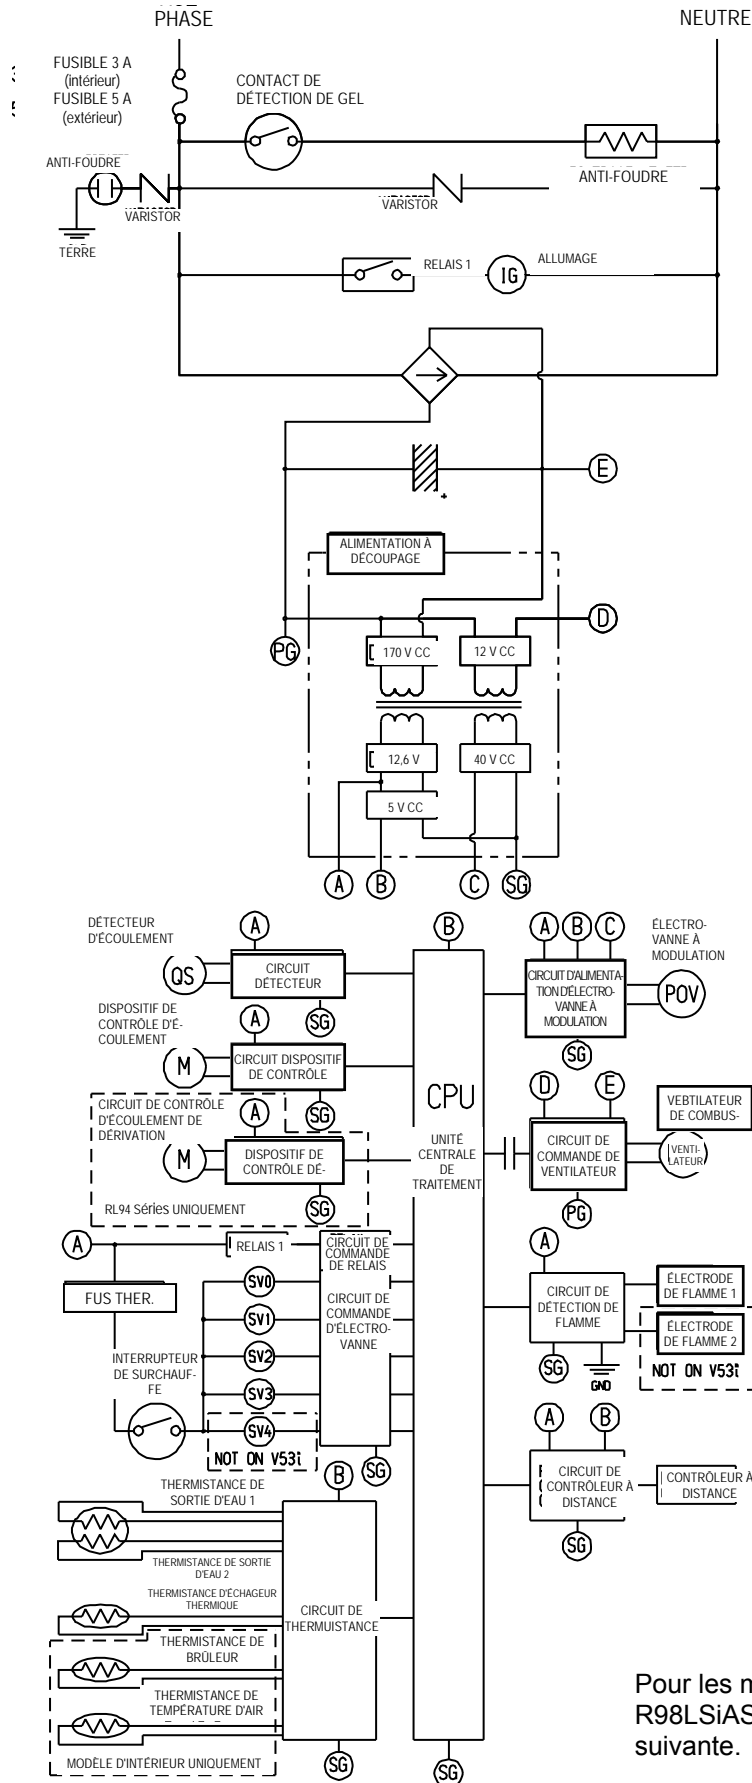 PHASE
NEUTRE
FUSIBLE 3 A
(intérieur)
FUSIBLE 5 A
(extérieur)
CONTACT DE
DÉTECTION DE GEL
ANTI-FOUDRE
ANTI-FOUDRE
VARISTOR
VARISTOR
TERRE
RELAIS 1
IG
ALLUMAGE
E
ALIMENTATION À
DÉCOUPAGE
D
PG
170 V CC
12 V CC
12,6 V
40 V CC
5 V CC
A
B
C
SG
DÉTECTEUR
D'ÉCOULEMENT
A
QS
CIRCUIT
DÉTECTEUR
SG
DISPOSITIF DE
CONTRÔLE D'É-
COULEMENT
A
M
CIRCUIT DISPOSITIF
DE CONTRÔLE
SG
CIRCUIT DE CONTRÔLE
D'ÉCOULEMENT DE
DÉRIVATION
A
M
DISPOSITIF DE
CONTRÔLE DÉ-
SG
RL94 Séries UNIQUEMENT
B
CPU
UNITÉ
CENTRALE
DE
TRAITEMENT
SG
A
B
C
ÉLECTRO-
VANNE À
MODULATION
CIRCUIT D'ALIMENTA-
TION D'ÉLECTRO-
VANNE À
MODULATION
POV
SG
D
E
VEBTILATEUR
DE COMBUS-
CIRCUIT DE
COMMANDE DE
VENTILATEUR
VENTI-
LATEUR
PG
A
RELAIS 1
CIRCUIT DE
COMMANDE
DE RELAIS
FUS THER.
SV0
SV1
SV2
SV3
SV4
CIRCUIT DE
COMMANDE
D'ÉLECTRO-
VANNE
INTERRUPTEUR
DE SURCHAUF-
FE
NOT ON V53i
SG
A
CIRCUIT DE
DÉTECTION DE
FLAMME
ÉLECTRODE
DE FLAMME 1
ÉLECTRODE
DE FLAMME 2
SG
GND
NOT ON V53i
A
B
CIRCUIT DE
CONTRÔLEUR À
DISTANCE
CONTRÔLEUR À
DISTANCE
SG
THERMISTANCE DE
SORTIE D'EAU 1
B
THERMISTANCE DE SORTIE
D'EAU 2
THERMISTANCE D'ÉCHAGEUR
THERMIQUE
CIRCUIT DE
THERMUISTANCE
THERMISTANCE DE
BRÛLEUR
THERMISTANCE DE
TEMPÉRATURE D'AIR
MODÈLE D'INTÉRIEUR UNIQUEMENT
SG
Pour les m
R98LSiAS
suivante.